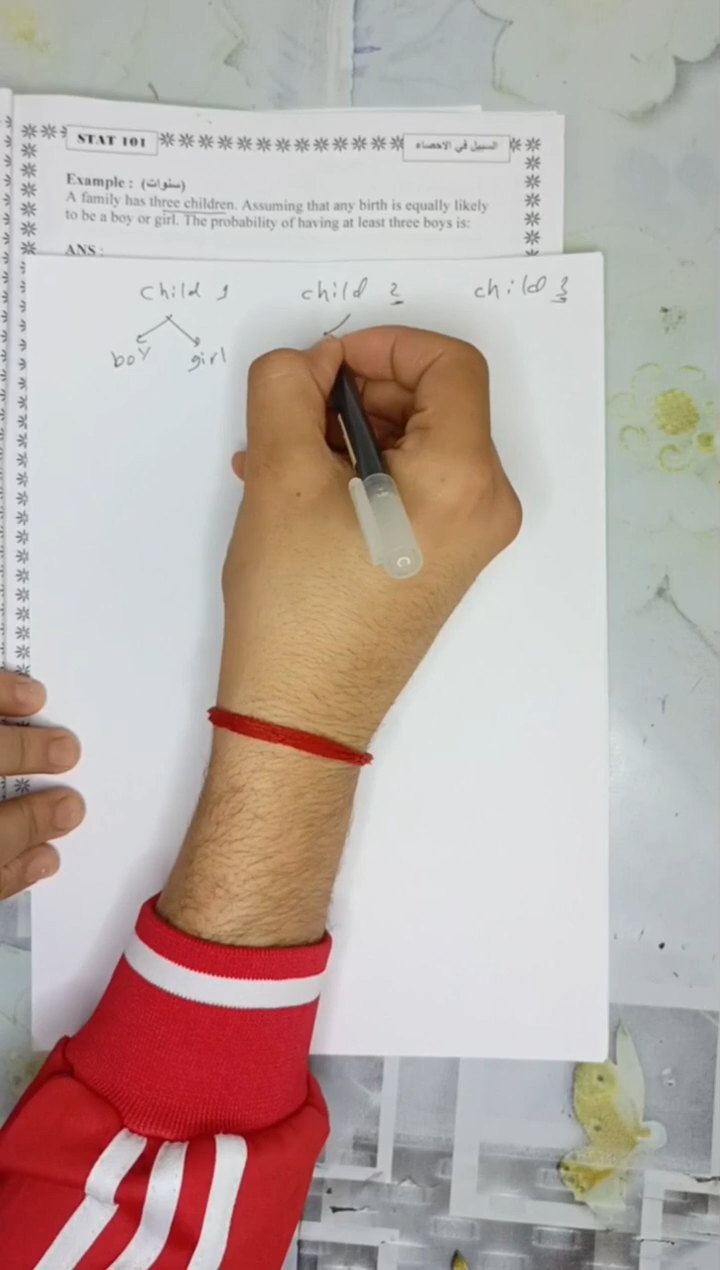 STAT 101
السبيل في الاحصاء
Example : (سنوات)
A family has three children. Assuming that any birth is equally likely
to be a boy or girl. The probability of having at least three boys is:
ANS :
child 1 child 2 child 3
boy girl